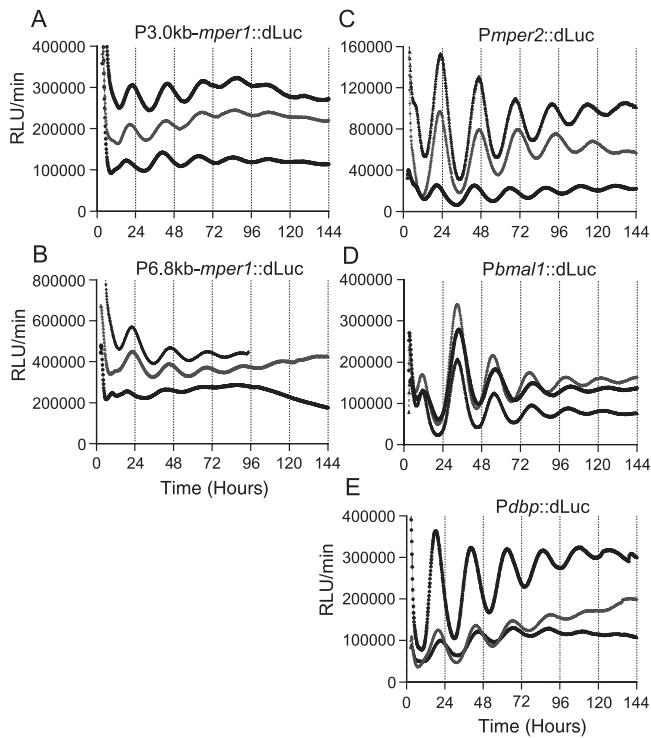 A
P3.0kb-mper1::dLuc
400000
300000
200000
100000
0
RLU/min
0 24 48 72 96 120 144
B
P6.8kb-mper1::dLuc
800000
600000
400000
200000
0
RLU/min
0 24 48 72 96 120 144
Time (Hours)
C
Pmper2::dLuc
160000
120000
80000
40000
0
0 24 48 72 96 120 144
D
Pbmal1::dLuc
400000
300000
200000
100000
0
0 24 48 72 96 120 144
E
Pdbp::dLuc
400000
300000
200000
100000
0
RLU/min
0 24 48 72 96 120 144
Time (Hours)